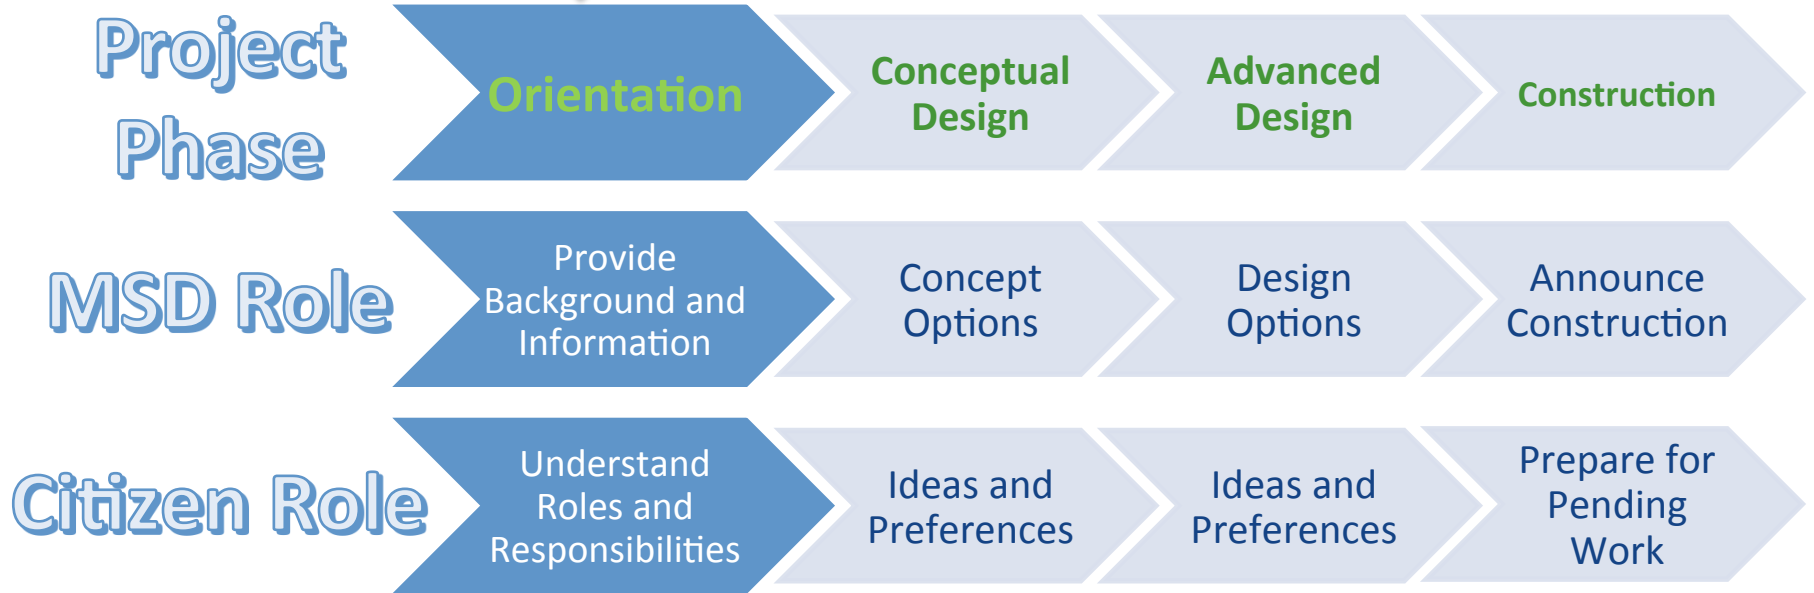 Project
Phase
Orientation
Conceptual
Design
Advanced
Design
Construction
MSD Role
Provide
Background and
Information
Concept
Options
Design
Options
Announce
Construction
Citizen Role
Understand
Roles and
Responsibilities
Ideas and
Preferences
Ideas and
Preferences
Prepare for
Pending
Work